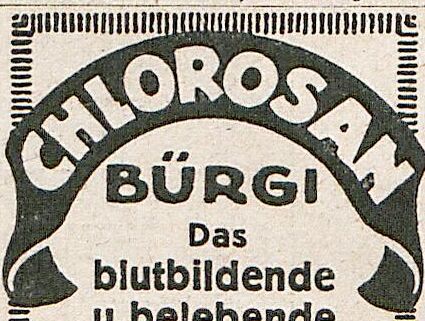 CHLOROSAN
BÜRGI
Das
blutbildende
u. belebende